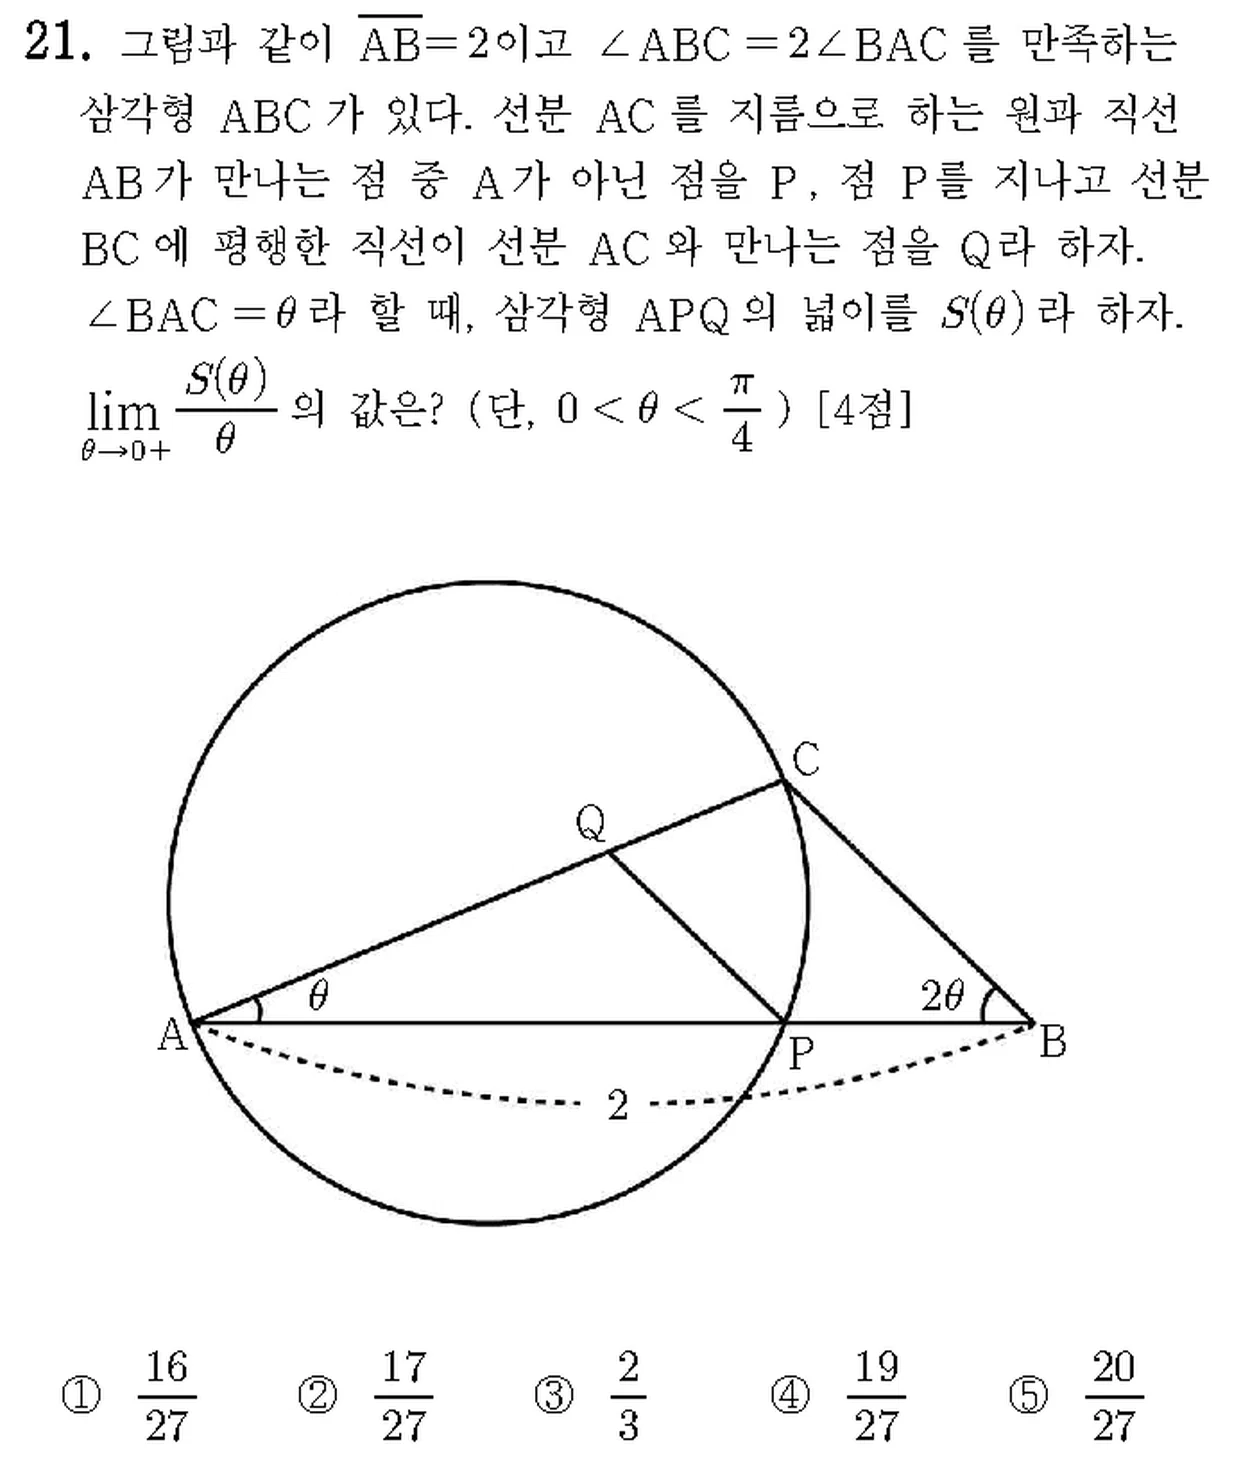 21. 그림과 같이 AB=2이고 ∠ABC=2∠BAC를 만족하는
삼각형 ABC가 있다. 선분 AC를 지름으로 하는 원과 직선
AB가 만나는 점 중 A가 아닌 점을 P, 점 P를 지나고 선분
BC에 평행한 직선이 선분 AC와 만나는 점을 Q라 하자.
∠BAC=θ라 할 때, 삼각형 APQ의 넓이를 S(θ)라 하자.
lim θ→0+ S(θ)/θ 의 값은? (단, 0<θ<π/4) [4점]
C
Q
θ
2θ
A
P
B
2
① 16/27 ② 17/27 ③ 2/3 ④ 19/27 ⑤ 20/27